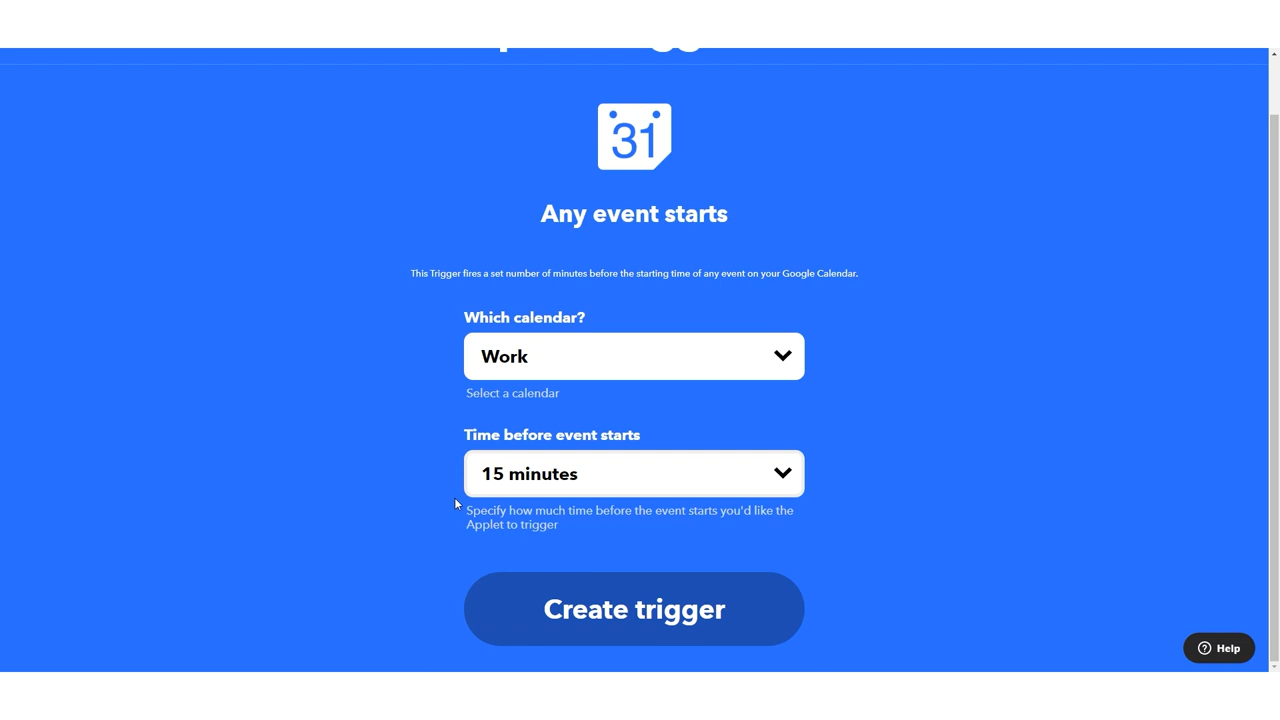 31
Any event starts
This Trigger fires a set number of minutes before the starting time of any event on your Google Calendar.
Which calendar?
Work
Select a calendar
Time before event starts
15 minutes
Specify how much time before the event starts you'd like the
Applet to trigger
Create trigger
Help